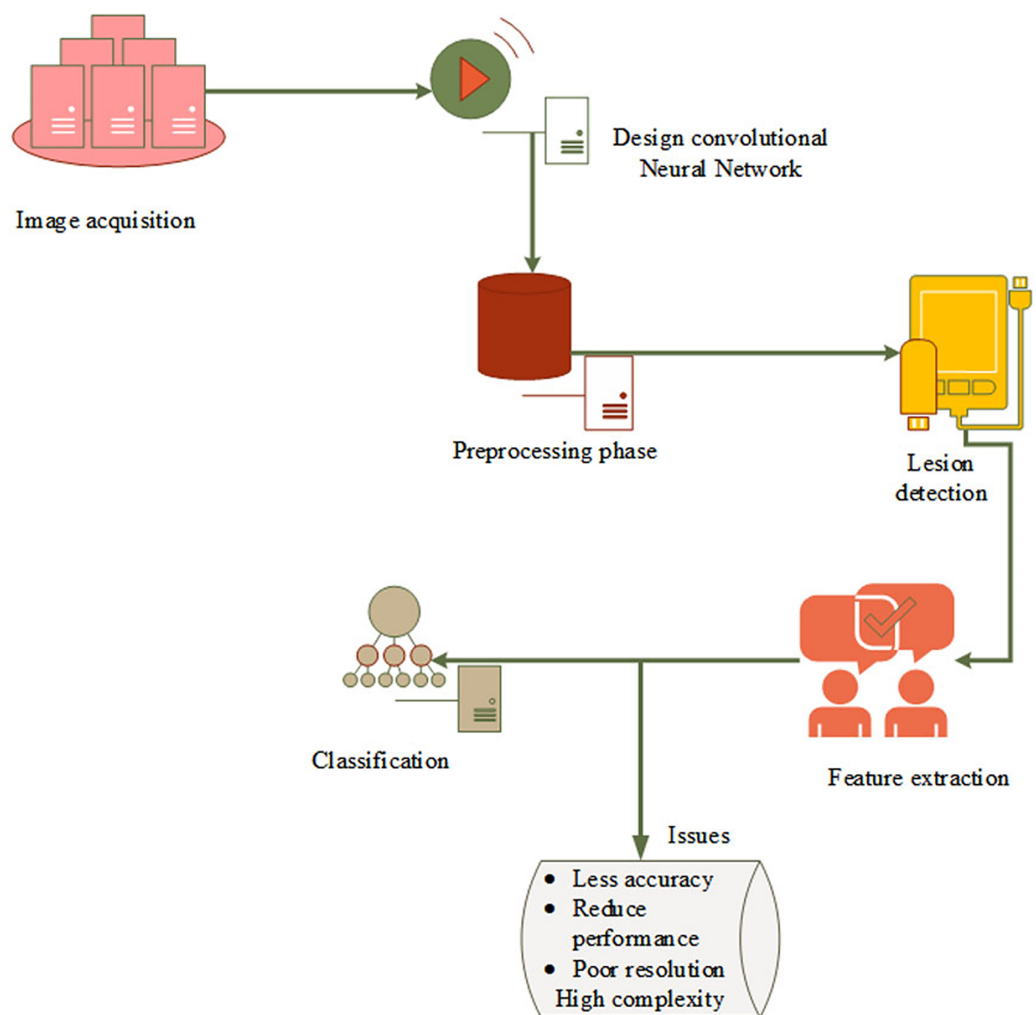 Design convolutional
Neural Network
Image acquisition
Preprocessing phase
Lesion
detection
Classification
Feature extraction
Issues
• Less accuracy
• Reduce
performance
• Poor resolution
High complexity